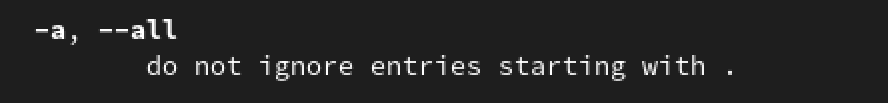 -a, --all
do not ignore entries starting with .